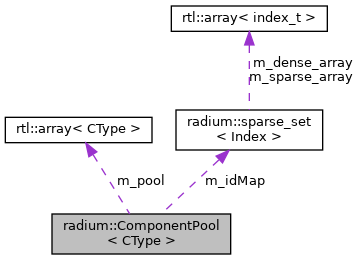 rtl::array< index_t >
m_dense_array
m_sparse_array
rtl::array< CType >
radium::sparse_set
< Index >
m_pool
m_idMap
radium::ComponentPool
< CType >